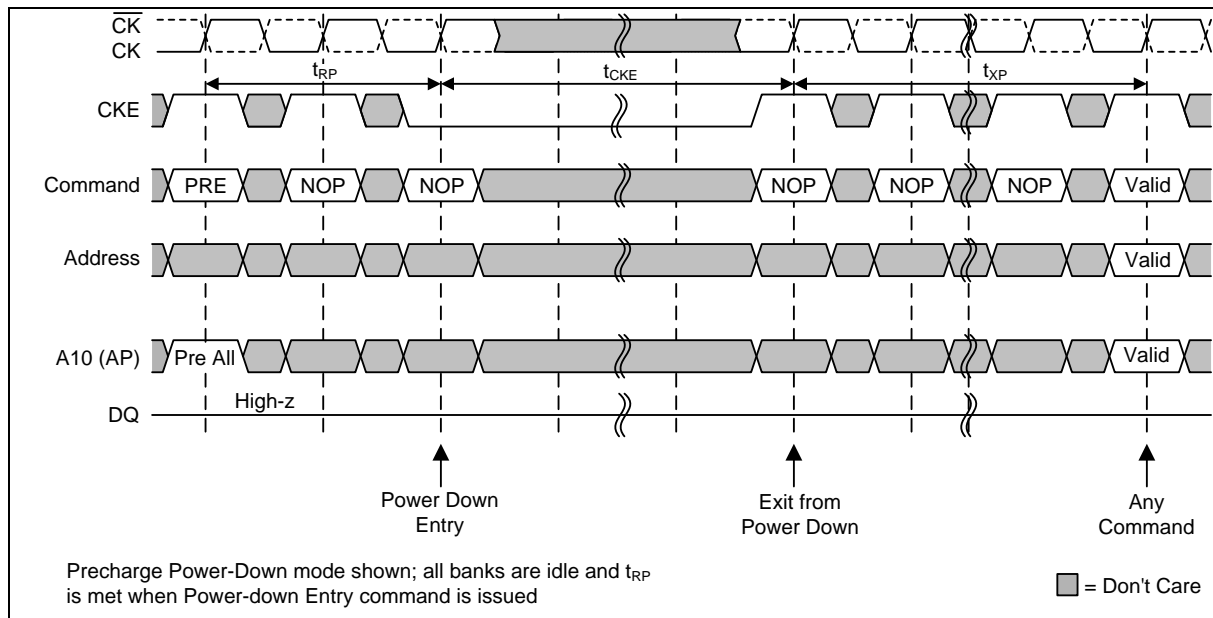 CK
CK
tRP
tCKE
tXP
CKE
Command
PRE
NOP
NOP
NOP
NOP
NOP
Valid
Address
Valid
A10 (AP)
Pre All
Valid
DQ
High-z
Power Down
Entry
Exit from
Power Down
Any
Command
Precharge Power-Down mode shown; all banks are idle and tRP
is met when Power-down Entry command is issued
= Don't Care